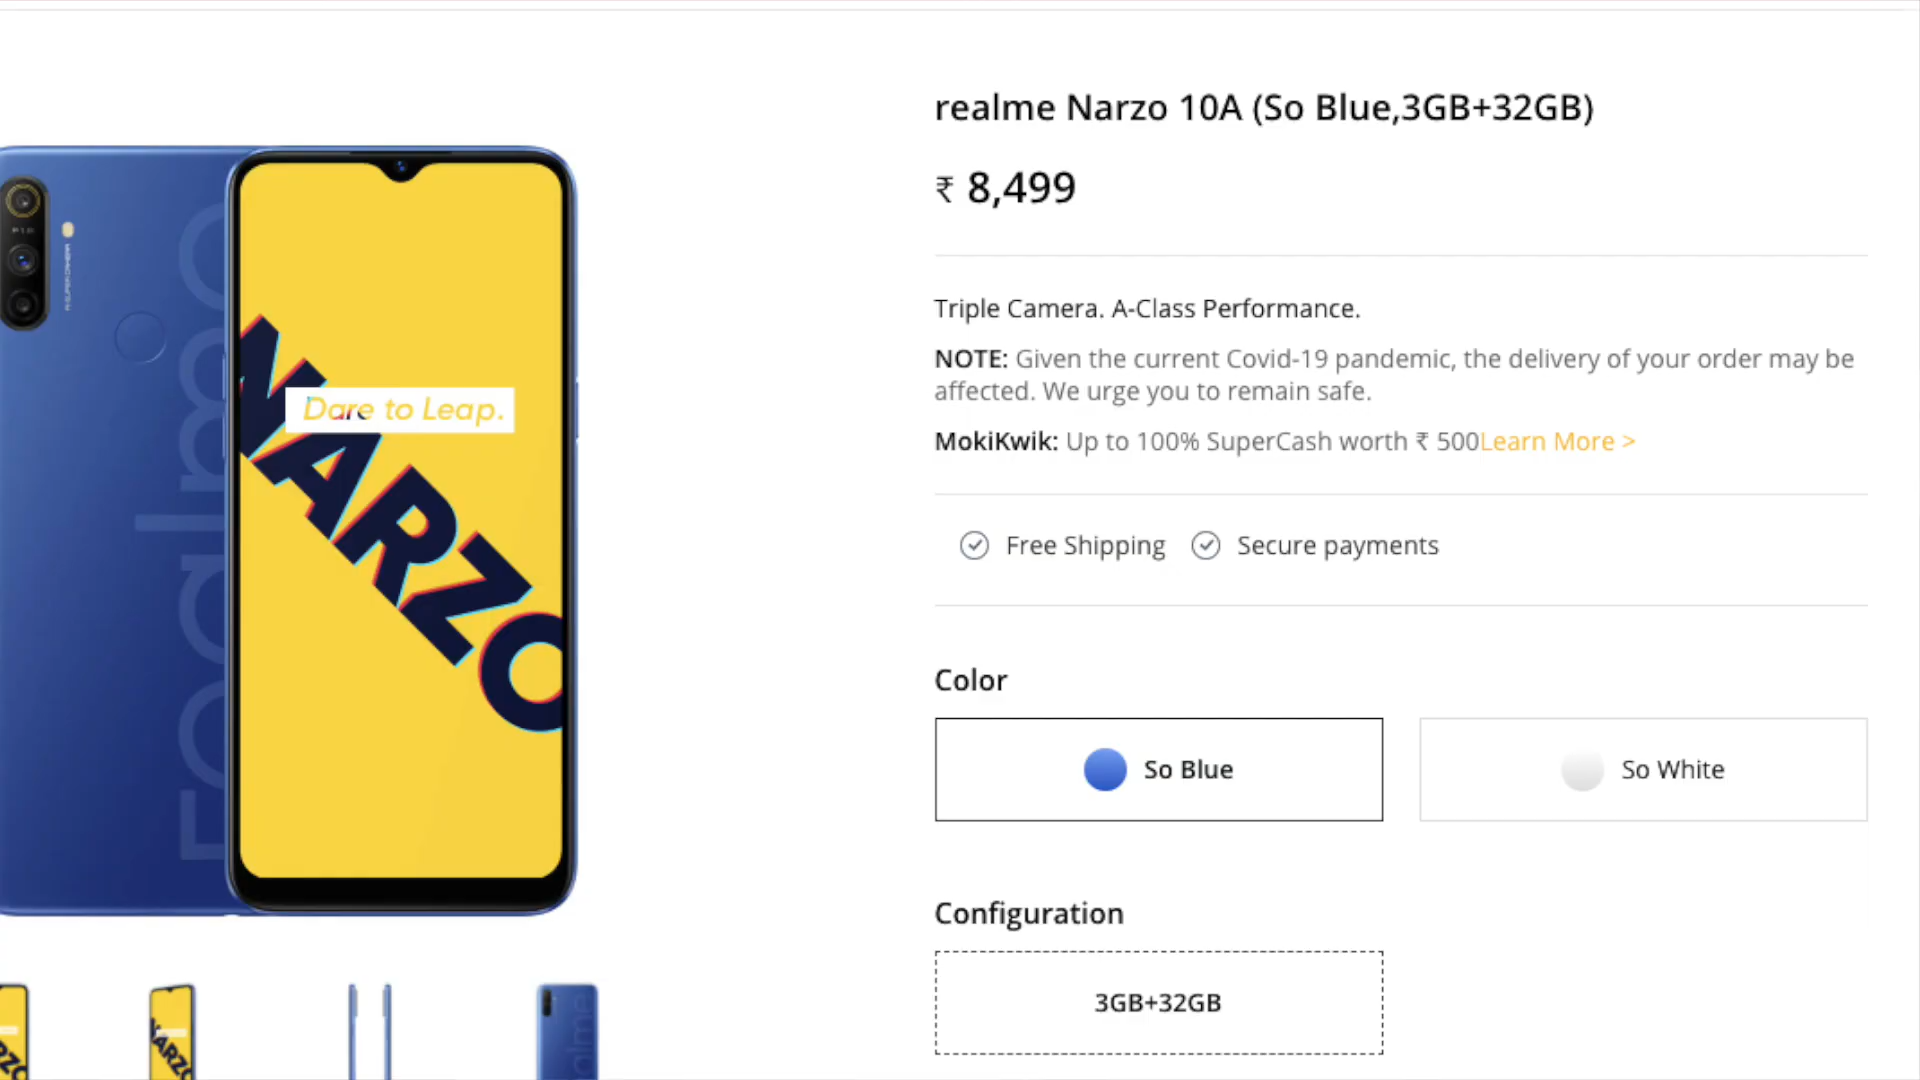 realme Narzo 10A (So Blue,3GB+32GB)
₹ 8,499
Triple Camera. A-Class Performance.
NOTE: Given the current Covid-19 pandemic, the delivery of your order may be
affected. We urge you to remain safe.
MokiKwik: Up to 100% SuperCash worth ₹ 500Learn More >
Free Shipping Secure payments
Color
So Blue
So White
Configuration
3GB+32GB
realme
NARZO
Dare to Leap.